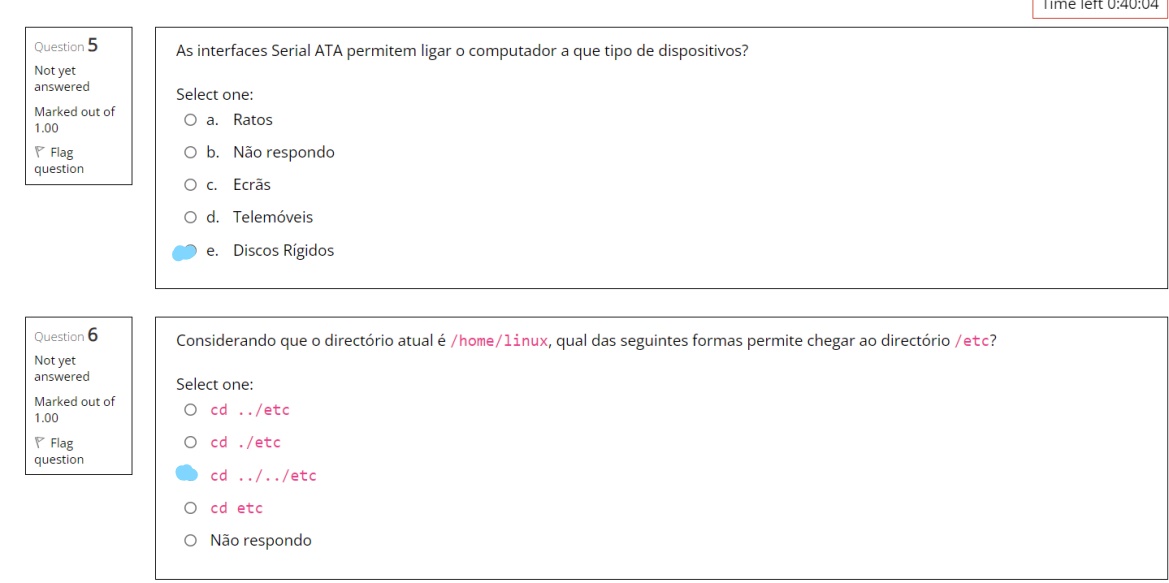 Time left 0:40:04
Question 5
Not yet
answered
Marked out of
1.00
Flag
question
As interfaces Serial ATA permitem ligar o computador a que tipo de dispositivos?
Select one:
a. Ratos
b. Não respondo
c. Ecrãs
d. Telemóveis
e. Discos Rígidos
Question 6
Not yet
answered
Marked out of
1.00
Flag
question
Considerando que o directório atual é /home/linux, qual das seguintes formas permite chegar ao directório /etc?
Select one:
cd ../etc
cd ./etc
cd ../../etc
cd etc
Não respondo